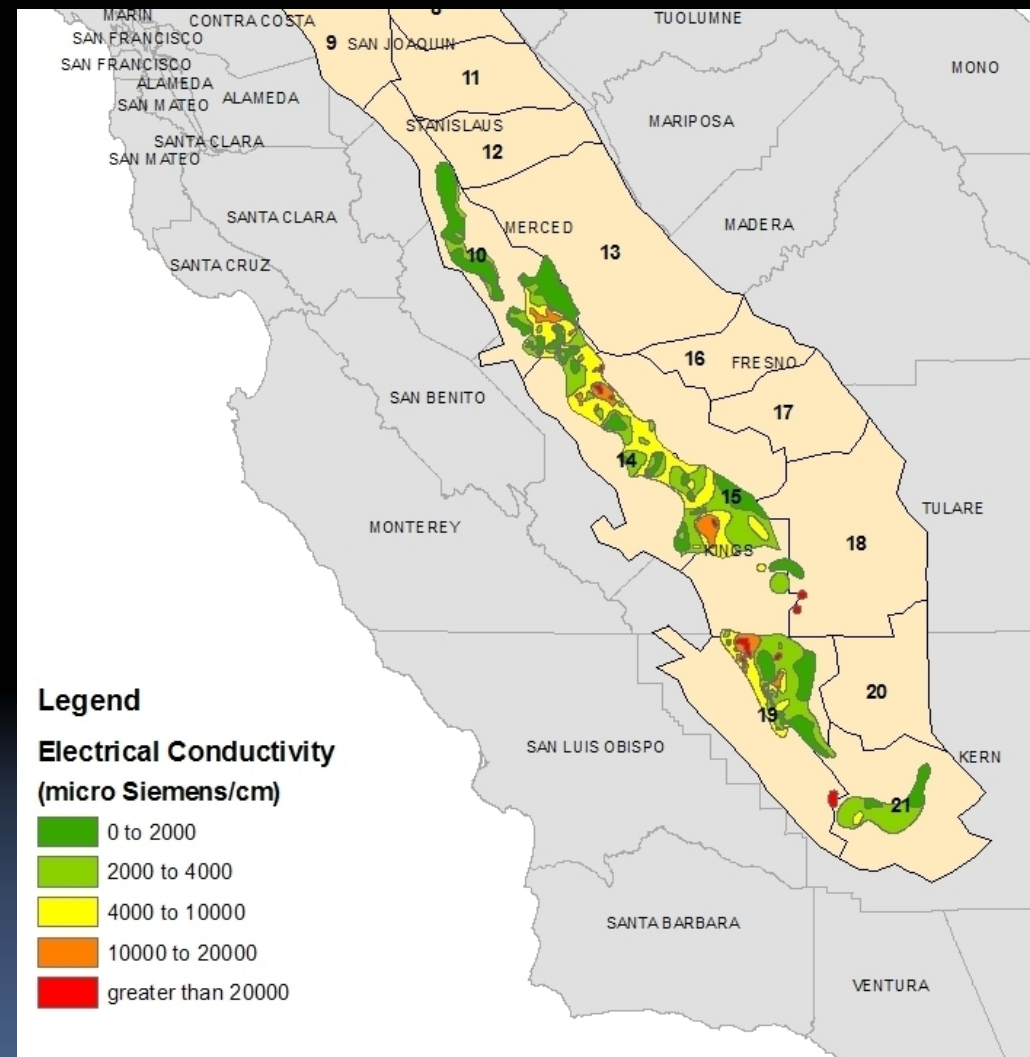 MARIN
CONTRA COSTA
TUOLUMNE
SAN FRANCISCO
9
SAN JOAQUIN
SAN FRANCISCO
MONO
11
ALAMEDA
ALAMEDA
SAN MATEO
STANISLAUS
MARIPOSA
SANTA CLARA
12
SAN MATEO
SANTA CLARA
MERCED
MADERA
13
10
SANTA CRUZ
16
FRESNO
SAN BENITO
17
14
15
TULARE
MONTEREY
18
KINGS
20
Legend
19
SAN LUIS OBISPO
Electrical Conductivity
KERN
(micro Siemens/cm)
21
0 to 2000
2000 to 4000
4000 to 10000
SANTA BARBARA
10000 to 20000
VENTURA
greater than 20000